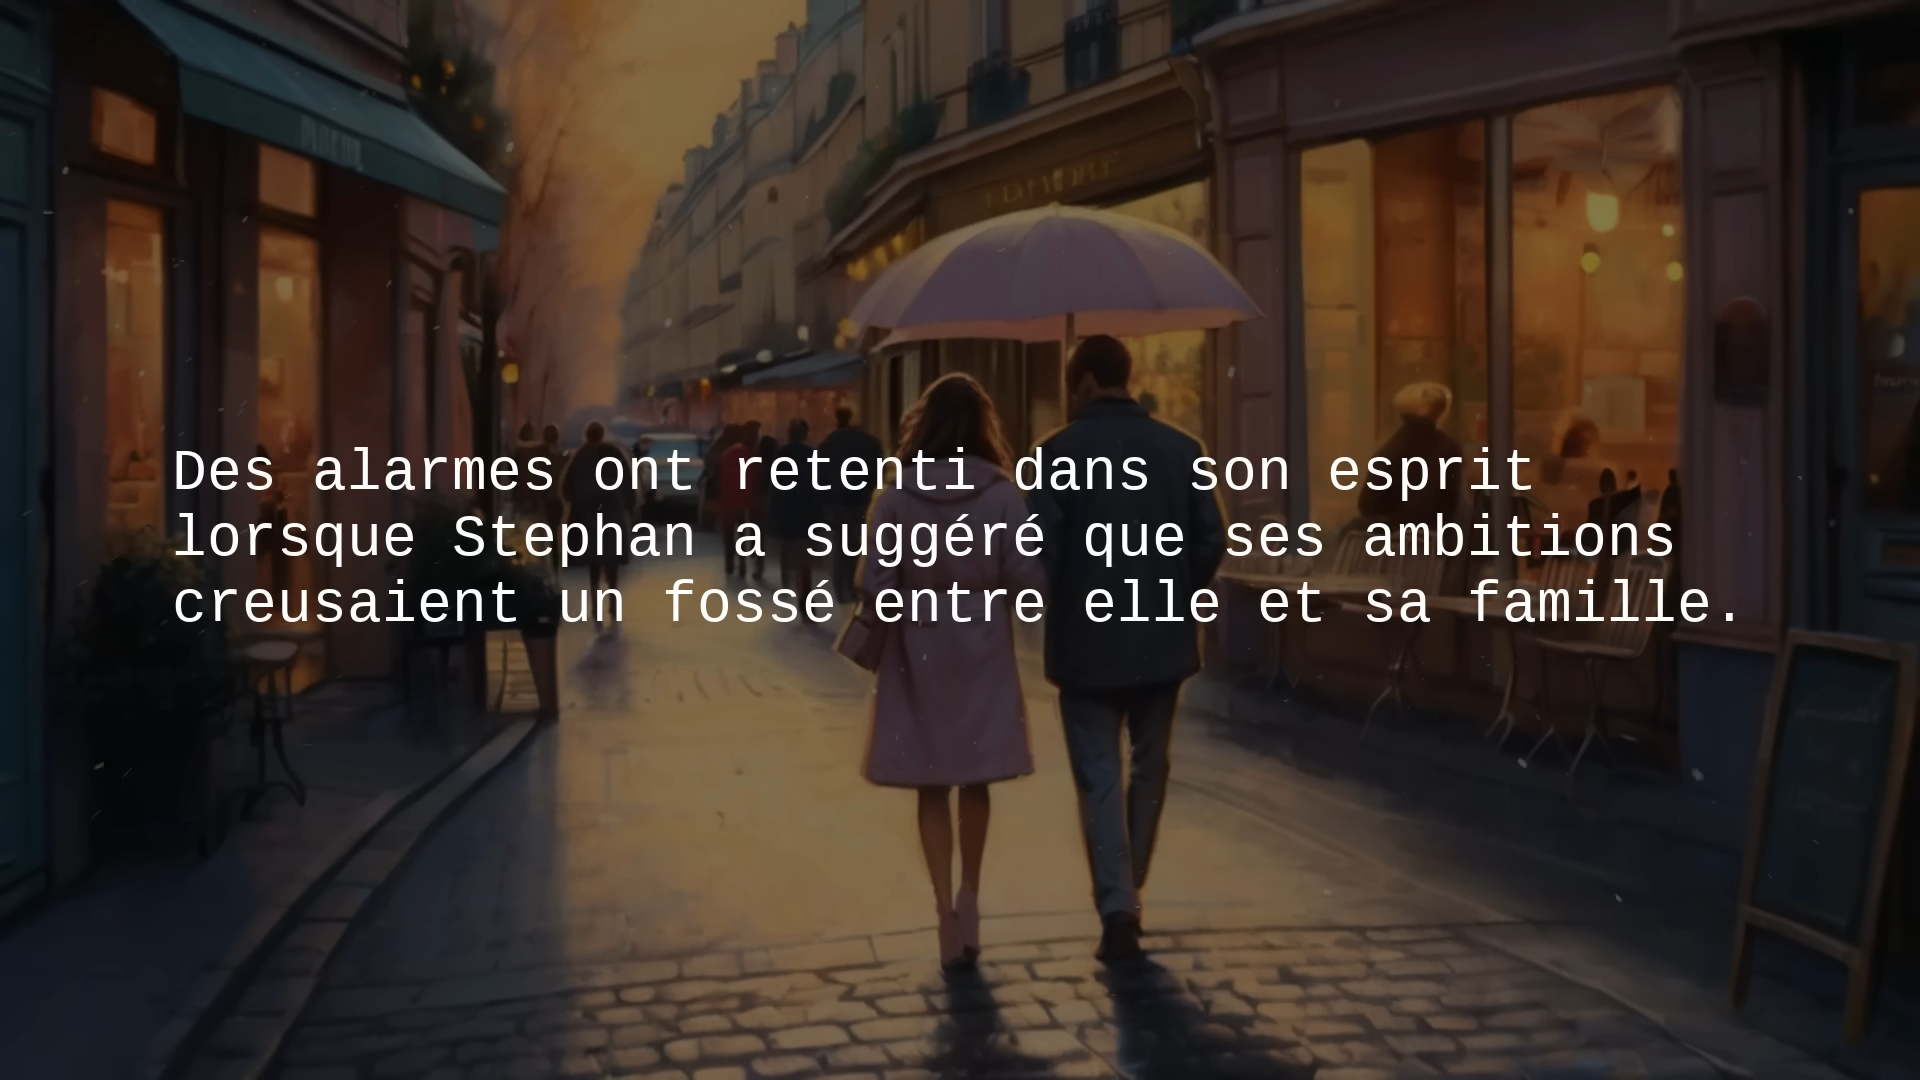 Des alarmes ont retenti dans son esprit
lorsque Stephan a suggéré que ses ambitions
creusaient un fossé entre elle et sa famille.